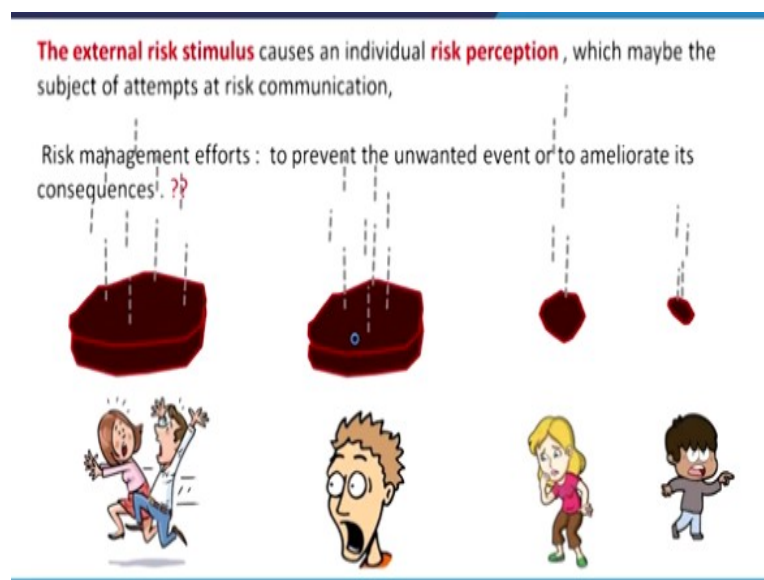 The external risk stimulus causes an individual risk perception , which maybe the
subject of attempts at risk communication,
Risk management efforts : to prevent the unwanted event or to ameliorate its
consequences'. ??